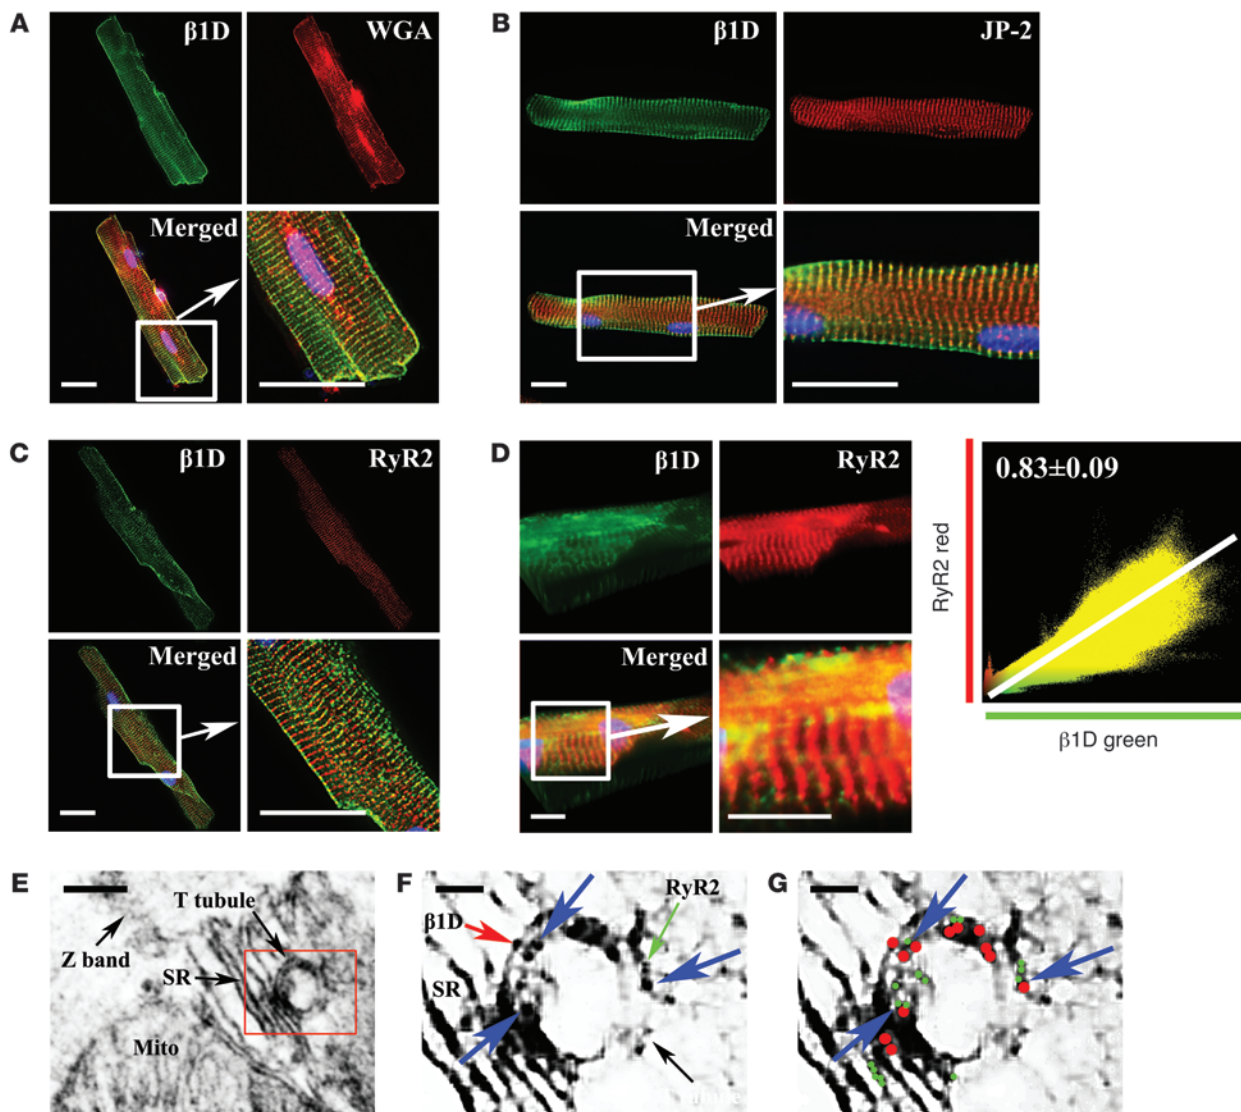 A
β1D
WGA
Merged
B
β1D
JP-2
Merged
C
β1D
RyR2
Merged
D
β1D
RyR2
Merged
0.83±0.09
RyR2 red
β1D green
E
T tubule
Z band
SR
Mito
F
RyR2
β1D
SR
G